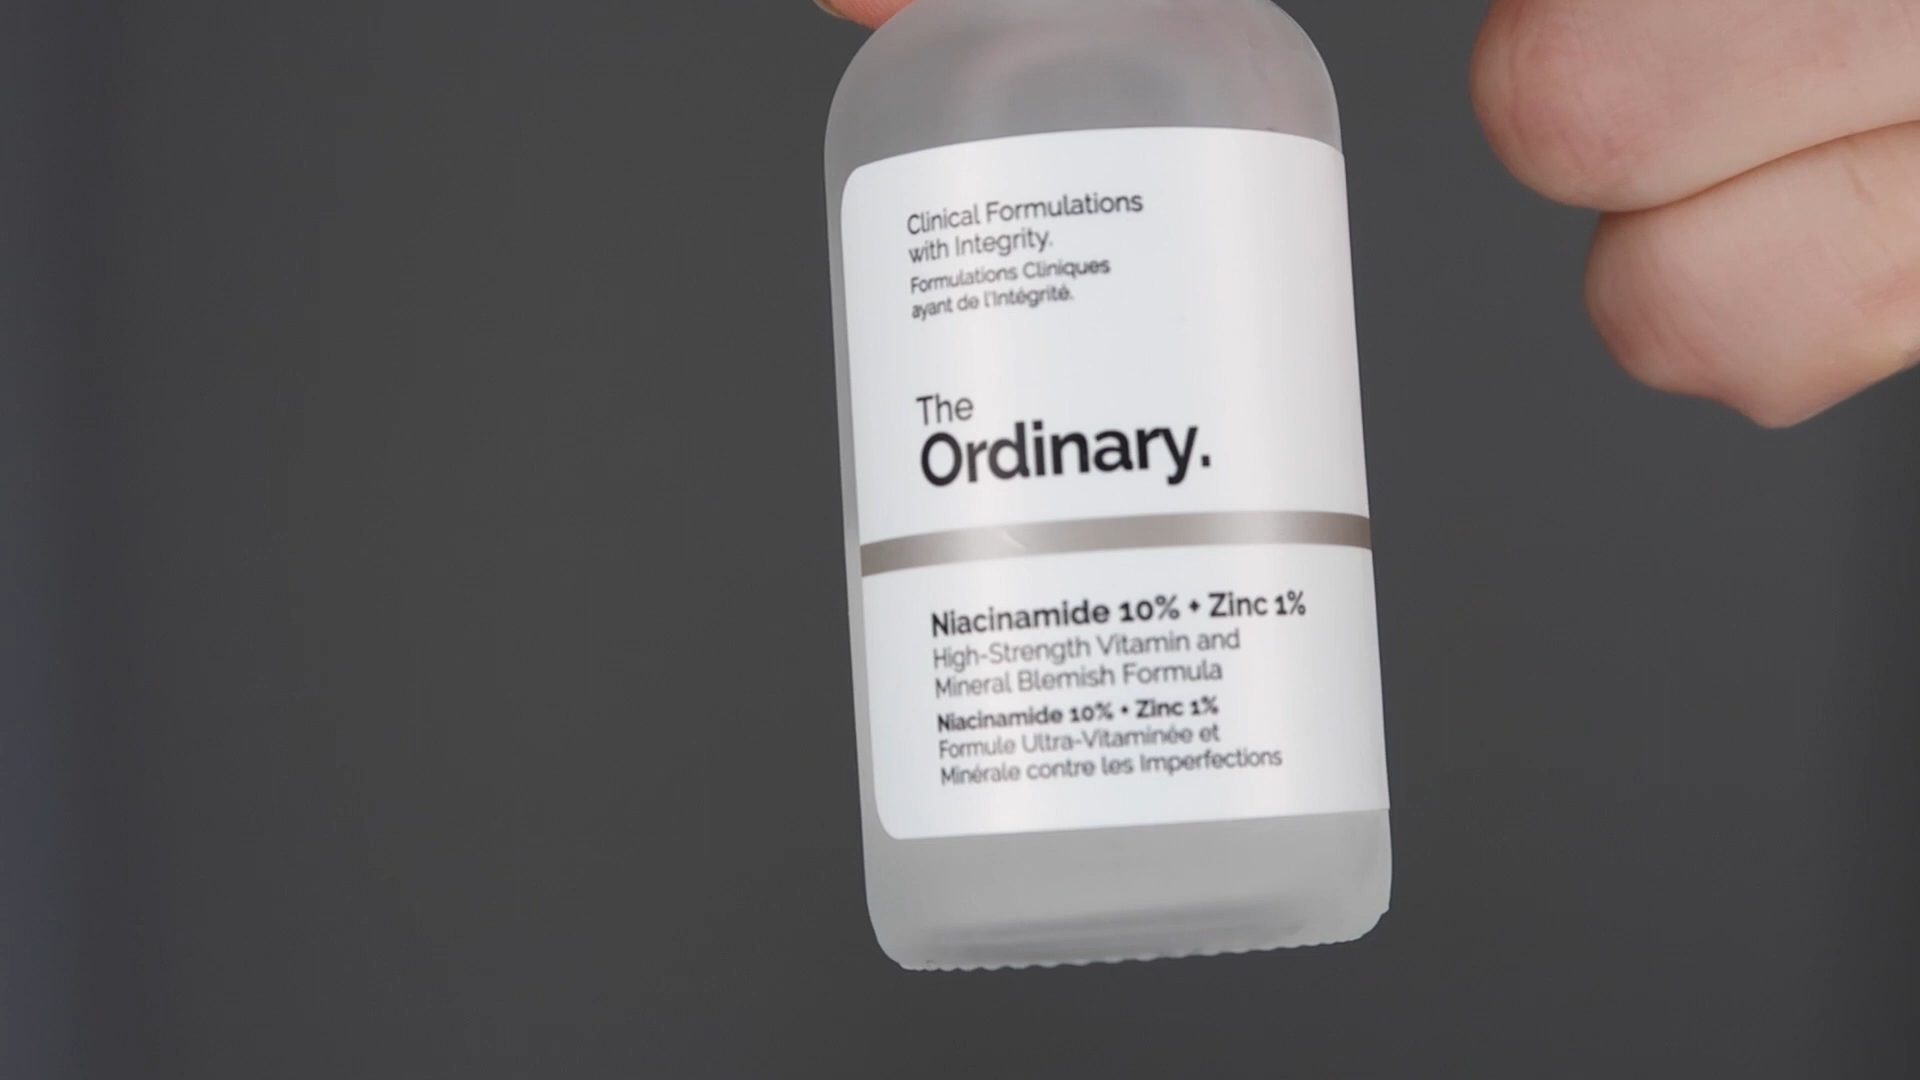 Clinical Formulations
with Integrity.
Formulations Cliniques
ayant de l'Intégrité.
The
Ordinary.
Niacinamide 10% + Zinc 1%
High-Strength Vitamin and
Mineral Blemish Formula
Niacinamide 10% + Zinc 1%
Formule Ultra-Vitaminée et
Minérale contre les Imperfections